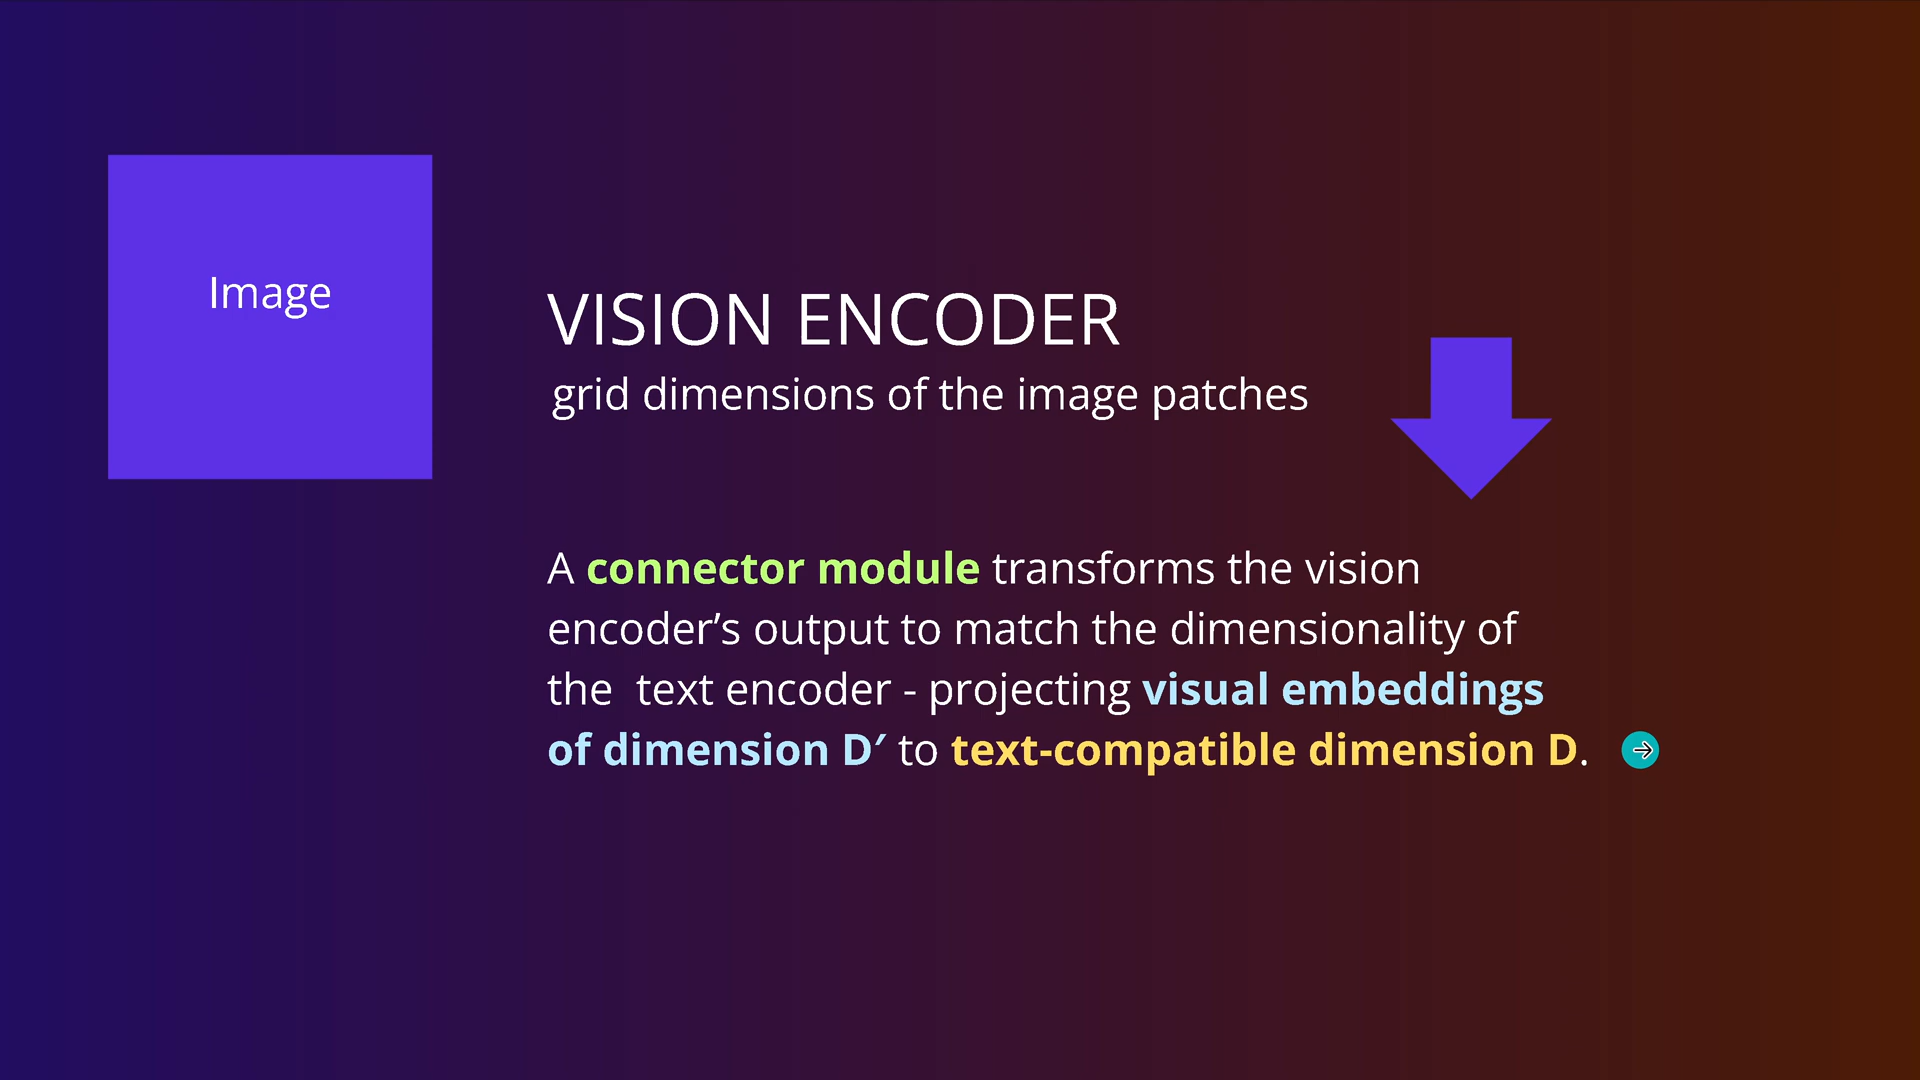 Image
VISION ENCODER
grid dimensions of the image patches
A connector module transforms the vision
encoder’s output to match the dimensionality of
the  text encoder - projecting visual embeddings
of dimension D′ to text-compatible dimension D.